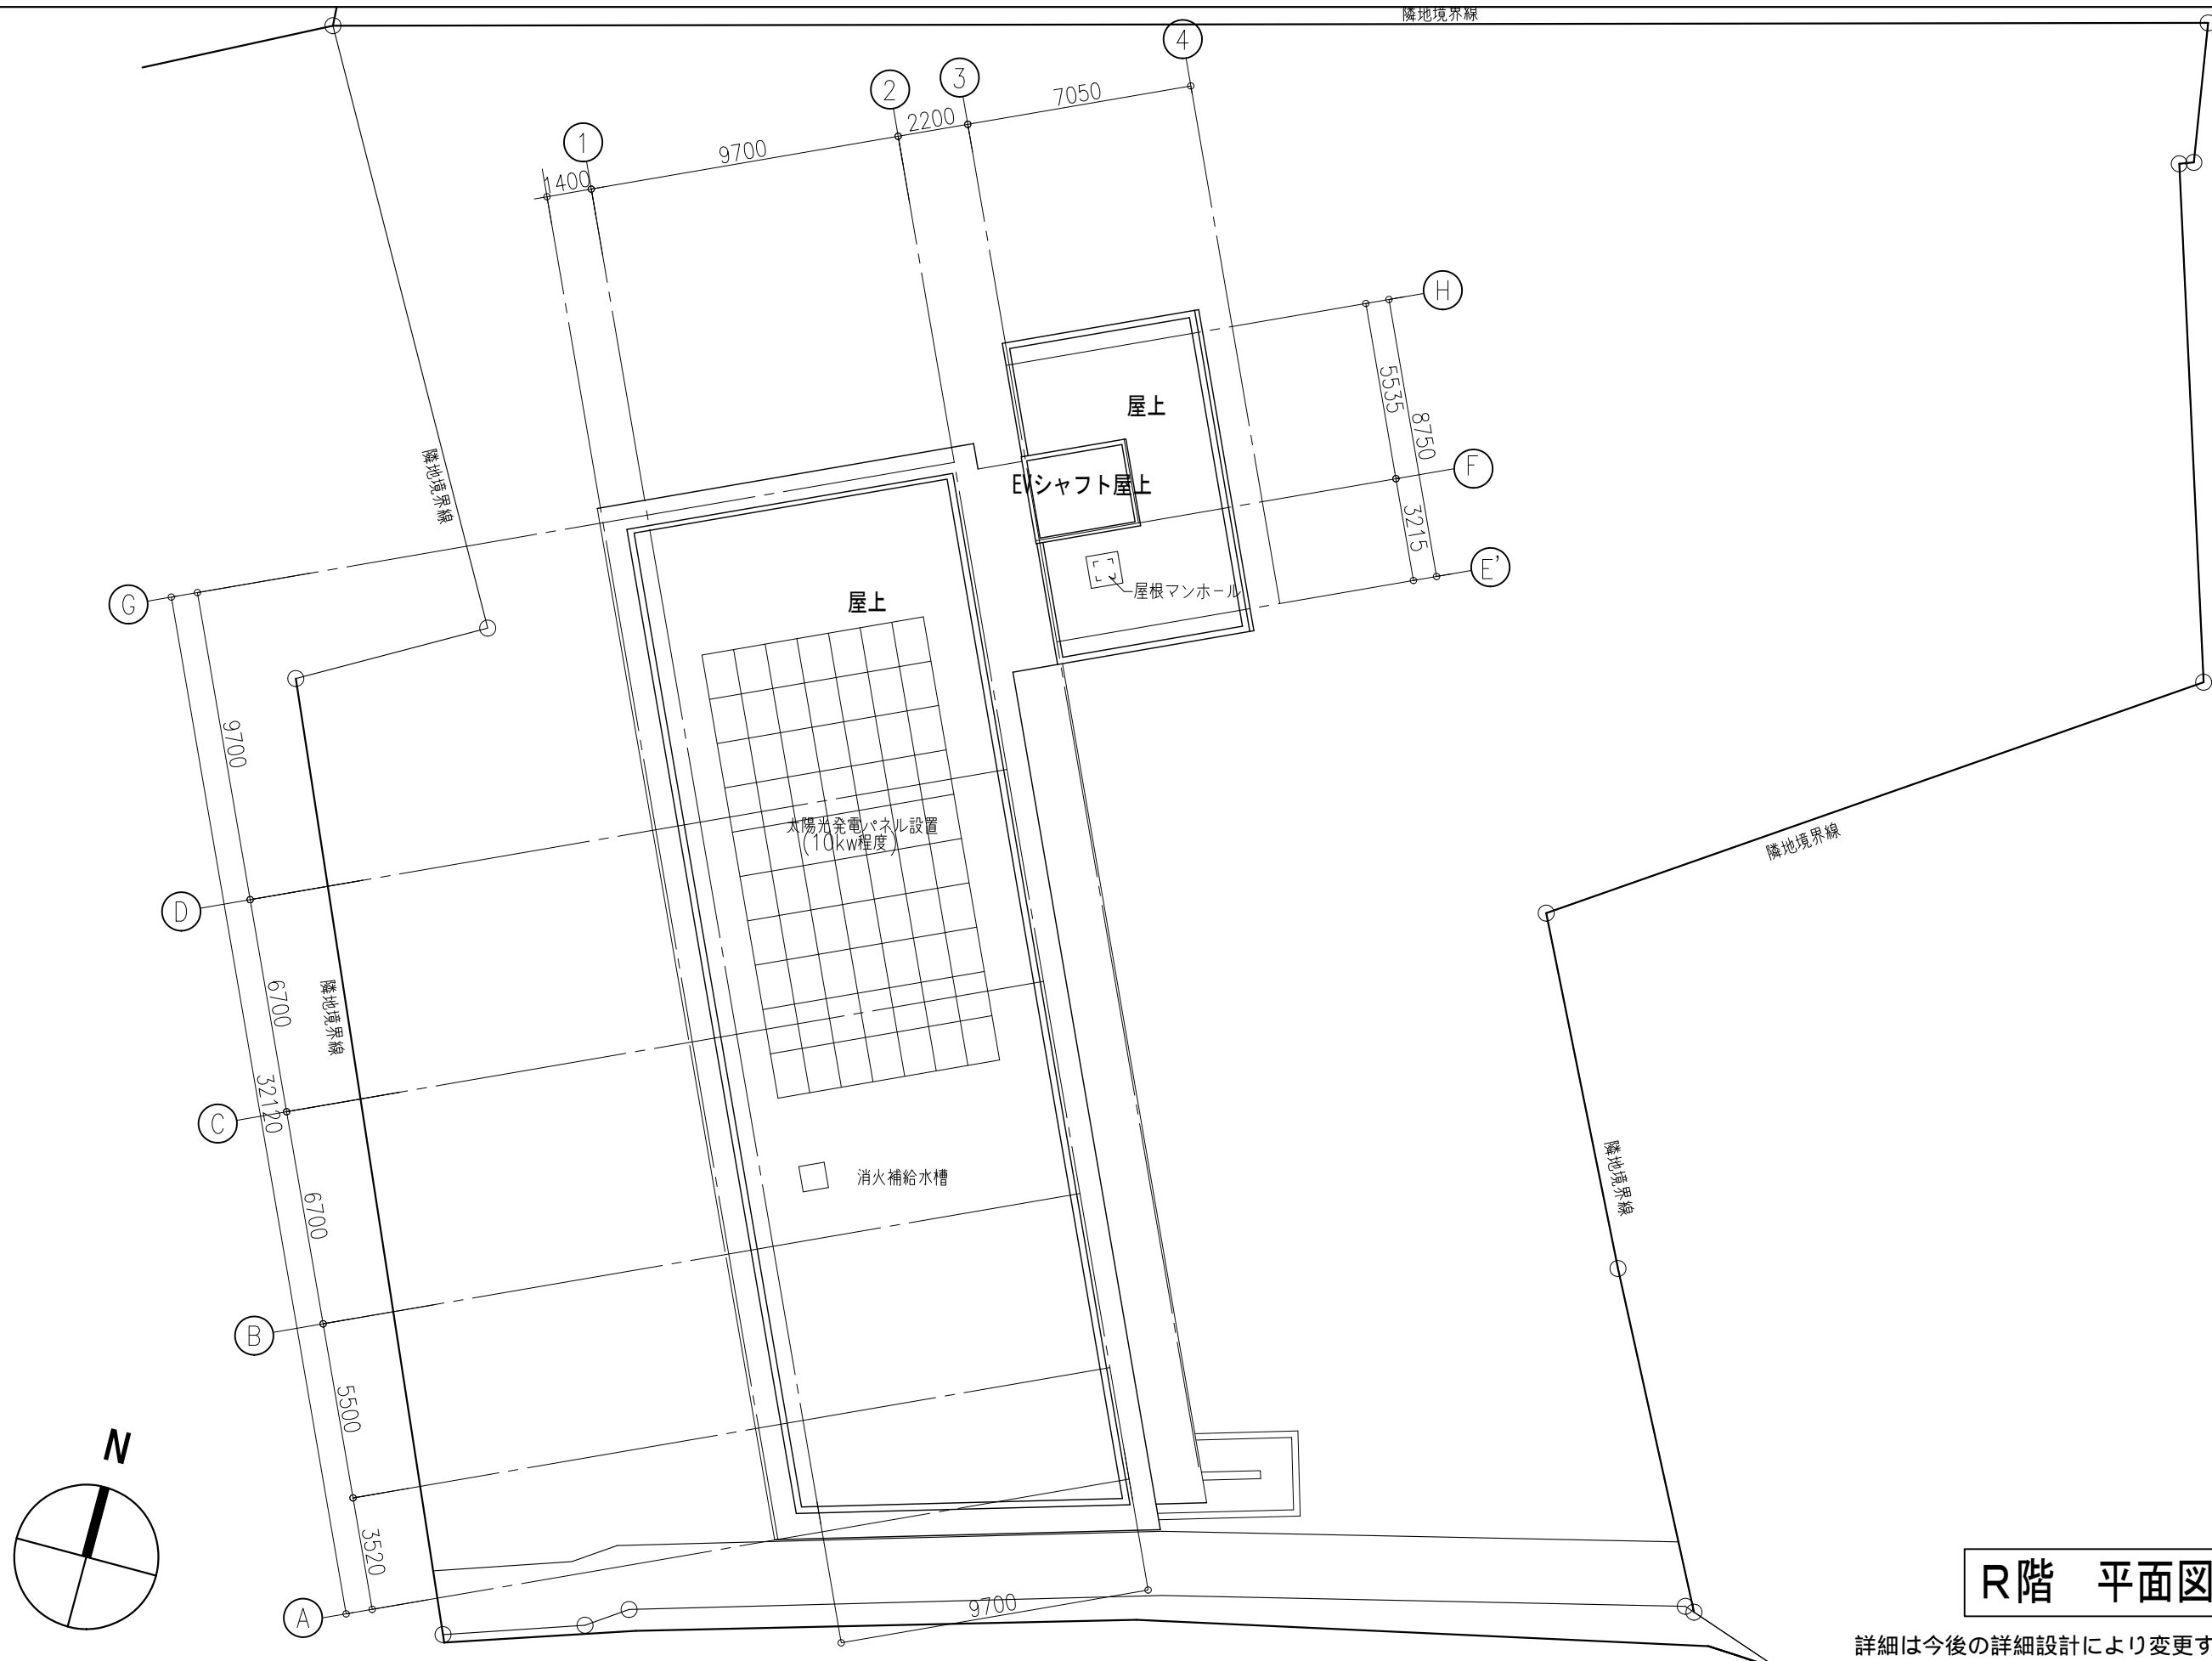 隣地境界線
4
3
2
1
7050
2200
9700
1400
H
5535
8750
屋上
隣地境界線
EVシャフト屋上
F
3215
E'
屋根マンホール
G
屋上
9700
太陽光発電パネル設置
(10kw程度)
隣地境界線
D
6700
隣地境界線
32120
C
隣地境界線
消火補給水槽
6700
B
5500
N
3520
A
9700
R階 平面図
詳細は今後の詳細設計により変更す